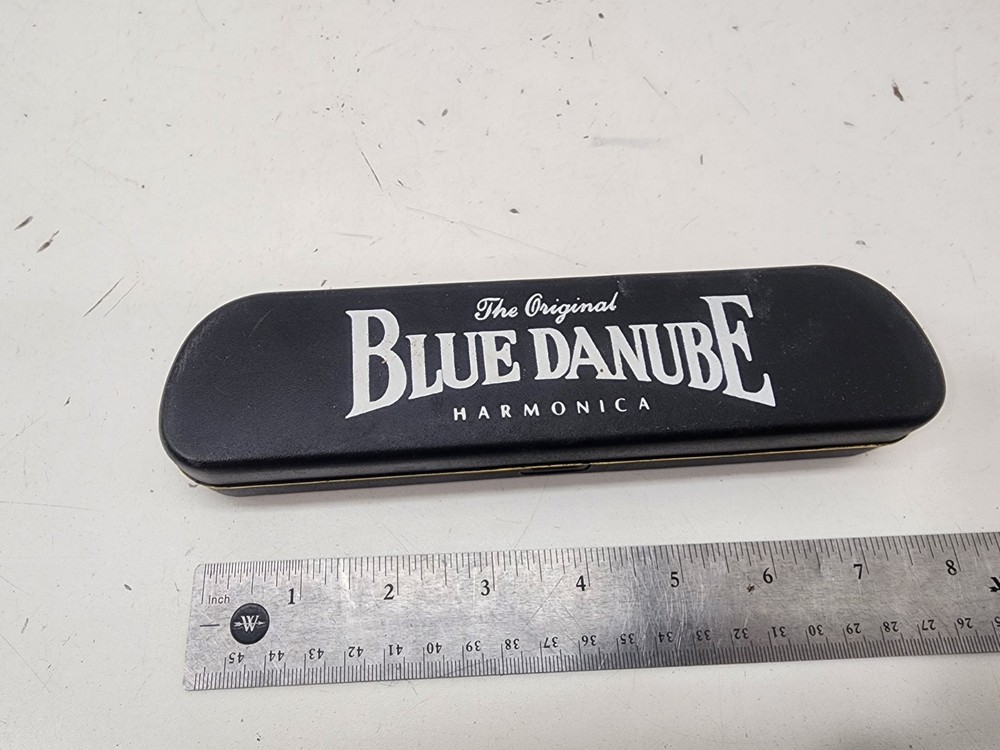 The Original
BLUE DANUBE
HARMONICA
1 2 3 4 5 6 7 8
inch
W
45 44 43 42 41 40 39 38 37 36 35 34 33 32 31 30 29 28 27 26